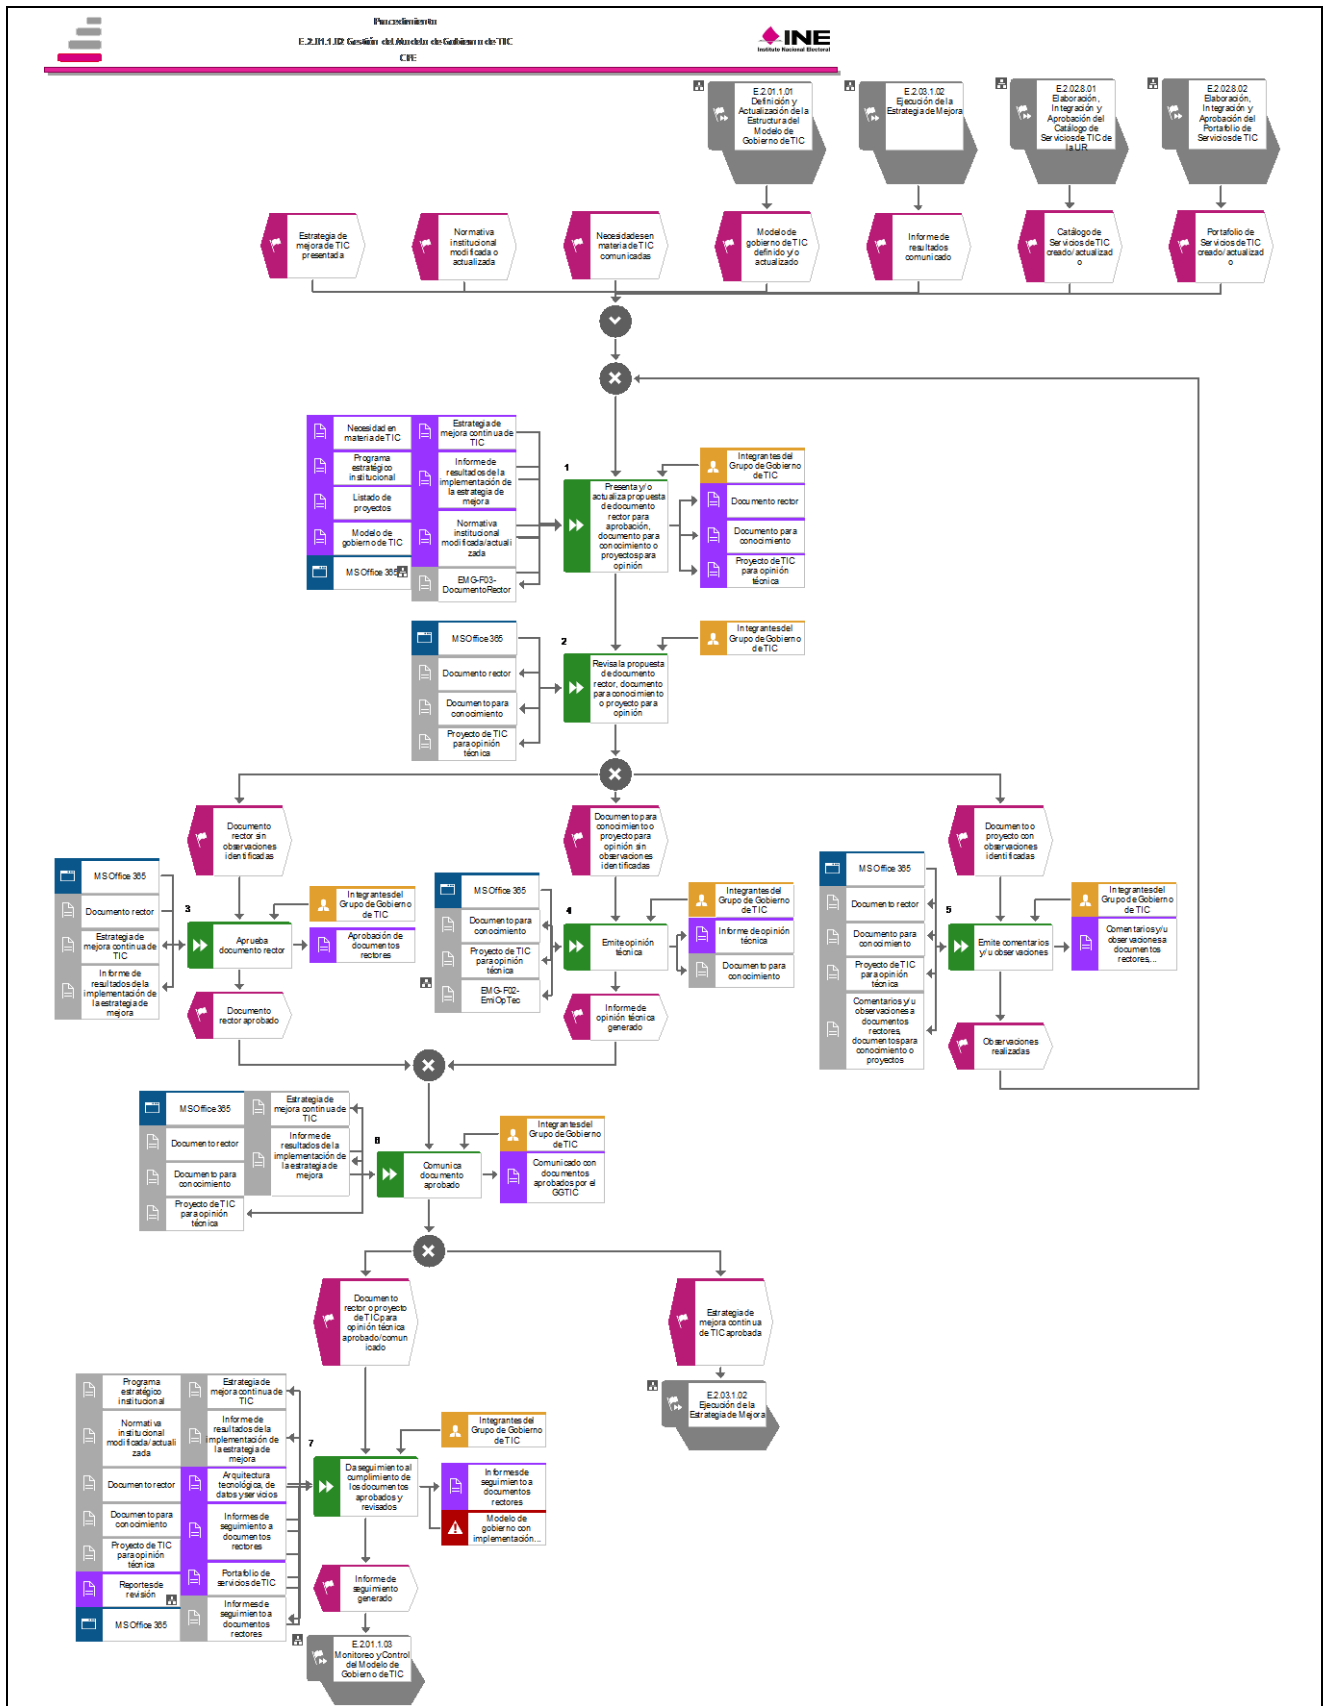 Procedimiento
E.2.01.1.02 Gestión del Modelo de Gobierno de TIC
INE
Instituto Nacional Electoral
E.2.01.1.01
Definición y
Actualización de la
Estructura del
Modelo de
Gobierno de TIC
E.2.03.1.02
Ejecución de la
Estrategia de Mejora
E.2.02.8.01
Elaboración,
Integración y
Aprobación del
Catálogo de
Servicios de TIC de
la UR
E.2.02.8.02
Elaboración,
Integración y
Aprobación del
Portafolio de
Servicios de TIC
Estrategia de
mejora de TIC
presentada
Normativa
institucional
modificada o
actualizada
Necesidades en
materia de TIC
comunicadas
Modelo de
gobierno de TIC
definido y/o
actualizado
Informe de
resultados
comunicado
Catálogo de
Servicios de TIC
creado/actualizad
o
Portafolio de
Servicios de TIC
creado/actualizad
o
Necesidad en
materia de TIC
Programa
estratégico
institucional
Listado de
proyectos
Modelo de
gobierno de TIC
MS Office 365
Estrategia de
mejora continua de
TIC
Informe de
resultados de la
implementación de
la estrategia de
mejora
Normativa
institucional
modificada/actuali
zada
EMG-F03-
DocumentoRector
1
Presenta y/o
actualiza propuesta
de documento
rector para
aprobación,
documento para
conocimiento o
proyectos para
opinión
Integrantes del
Grupo de Gobierno
de TIC
Documento rector
Documento para
conocimiento
Proyecto de TIC
para opinión
técnica
MS Office 365
Documento rector
Documento para
conocimiento
Proyecto de TIC
para opinión
técnica
2
Revisa la propuesta
de documento
rector, documento
para conocimiento
o proyecto para
opinión
Integrantes del
Grupo de Gobierno
de TIC
Documento
rector sin
observaciones
identificadas
Documento para
conocimiento o
proyecto para
opinión sin
observaciones
identificadas
Documento o
proyecto con
observaciones
identificadas
MS Office 365
Documento rector
Estrategia de
mejora continua de
TIC
Informe de
resultados de la
implementación de
la estrategia de
mejora
3
Aprueba
documento rector
Integrantes del
Grupo de Gobierno
de TIC
Aprobación de
documentos
rectores
Documento
rector aprobado
MS Office 365
Documento para
conocimiento
Proyecto de TIC
para opinión
técnica
EMG-F02-
EmiOpTec
4
Emite opinión
técnica
Integrantes del
Grupo de Gobierno
de TIC
Informe de opinión
técnica
Documento para
conocimiento
Informe de
opinión técnica
generado
MS Office 365
Documento rector
Documento para
conocimiento
Proyecto de TIC
para opinión
técnica
Comentarios y/u
observaciones a
documentos
rectores,
documentos para
conocimiento o
proyectos
5
Emite comentarios
y/u observaciones
Integrantes del
Grupo de Gobierno
de TIC
Comentarios y/u
observaciones a
documentos
rectores,...
Observaciones
realizadas
MS Office 365
Documento rector
Documento para
conocimiento
Proyecto de TIC
para opinión
técnica
Estrategia de
mejora continua de
TIC
Informe de
resultados de la
implementación de
la estrategia de
mejora
6
Comunica
documento
aprobado
Integrantes del
Grupo de Gobierno
de TIC
Comunicado con
documentos
aprobados por el
GGTIC
Documento
rector o proyecto
de TIC para
opinión técnica
aprobado/comun
icado
Estrategia de
mejora continua
de TIC aprobada
E.2.03.1.02
Ejecución de la
Estrategia de Mejora
Programa
estratégico
institucional
Normativa
institucional
modificada/actuali
zada
Documento rector
Documento para
conocimiento
Proyecto de TIC
para opinión
técnica
Reportes de
revisión
MS Office 365
Estrategia de
mejora continua de
TIC
Informe de
resultados de la
implementación de
la estrategia de
mejora
Arquitectura
tecnológica, de
datos y servicios
Informes de
seguimiento a
documentos
rectores
Portafolio de
servicios de TIC
Informes de
seguimiento a
documentos
rectores
7
Da seguimiento al
cumplimiento de
los documentos
aprobados y
revisados
Integrantes del
Grupo de Gobierno
de TIC
Informes de
seguimiento a
documentos
rectores
Modelo de
gobierno con
implementación...
Informe de
seguimiento
generado
E.2.01.1.03
Monitoreo y Control
del Modelo de
Gobierno de TIC